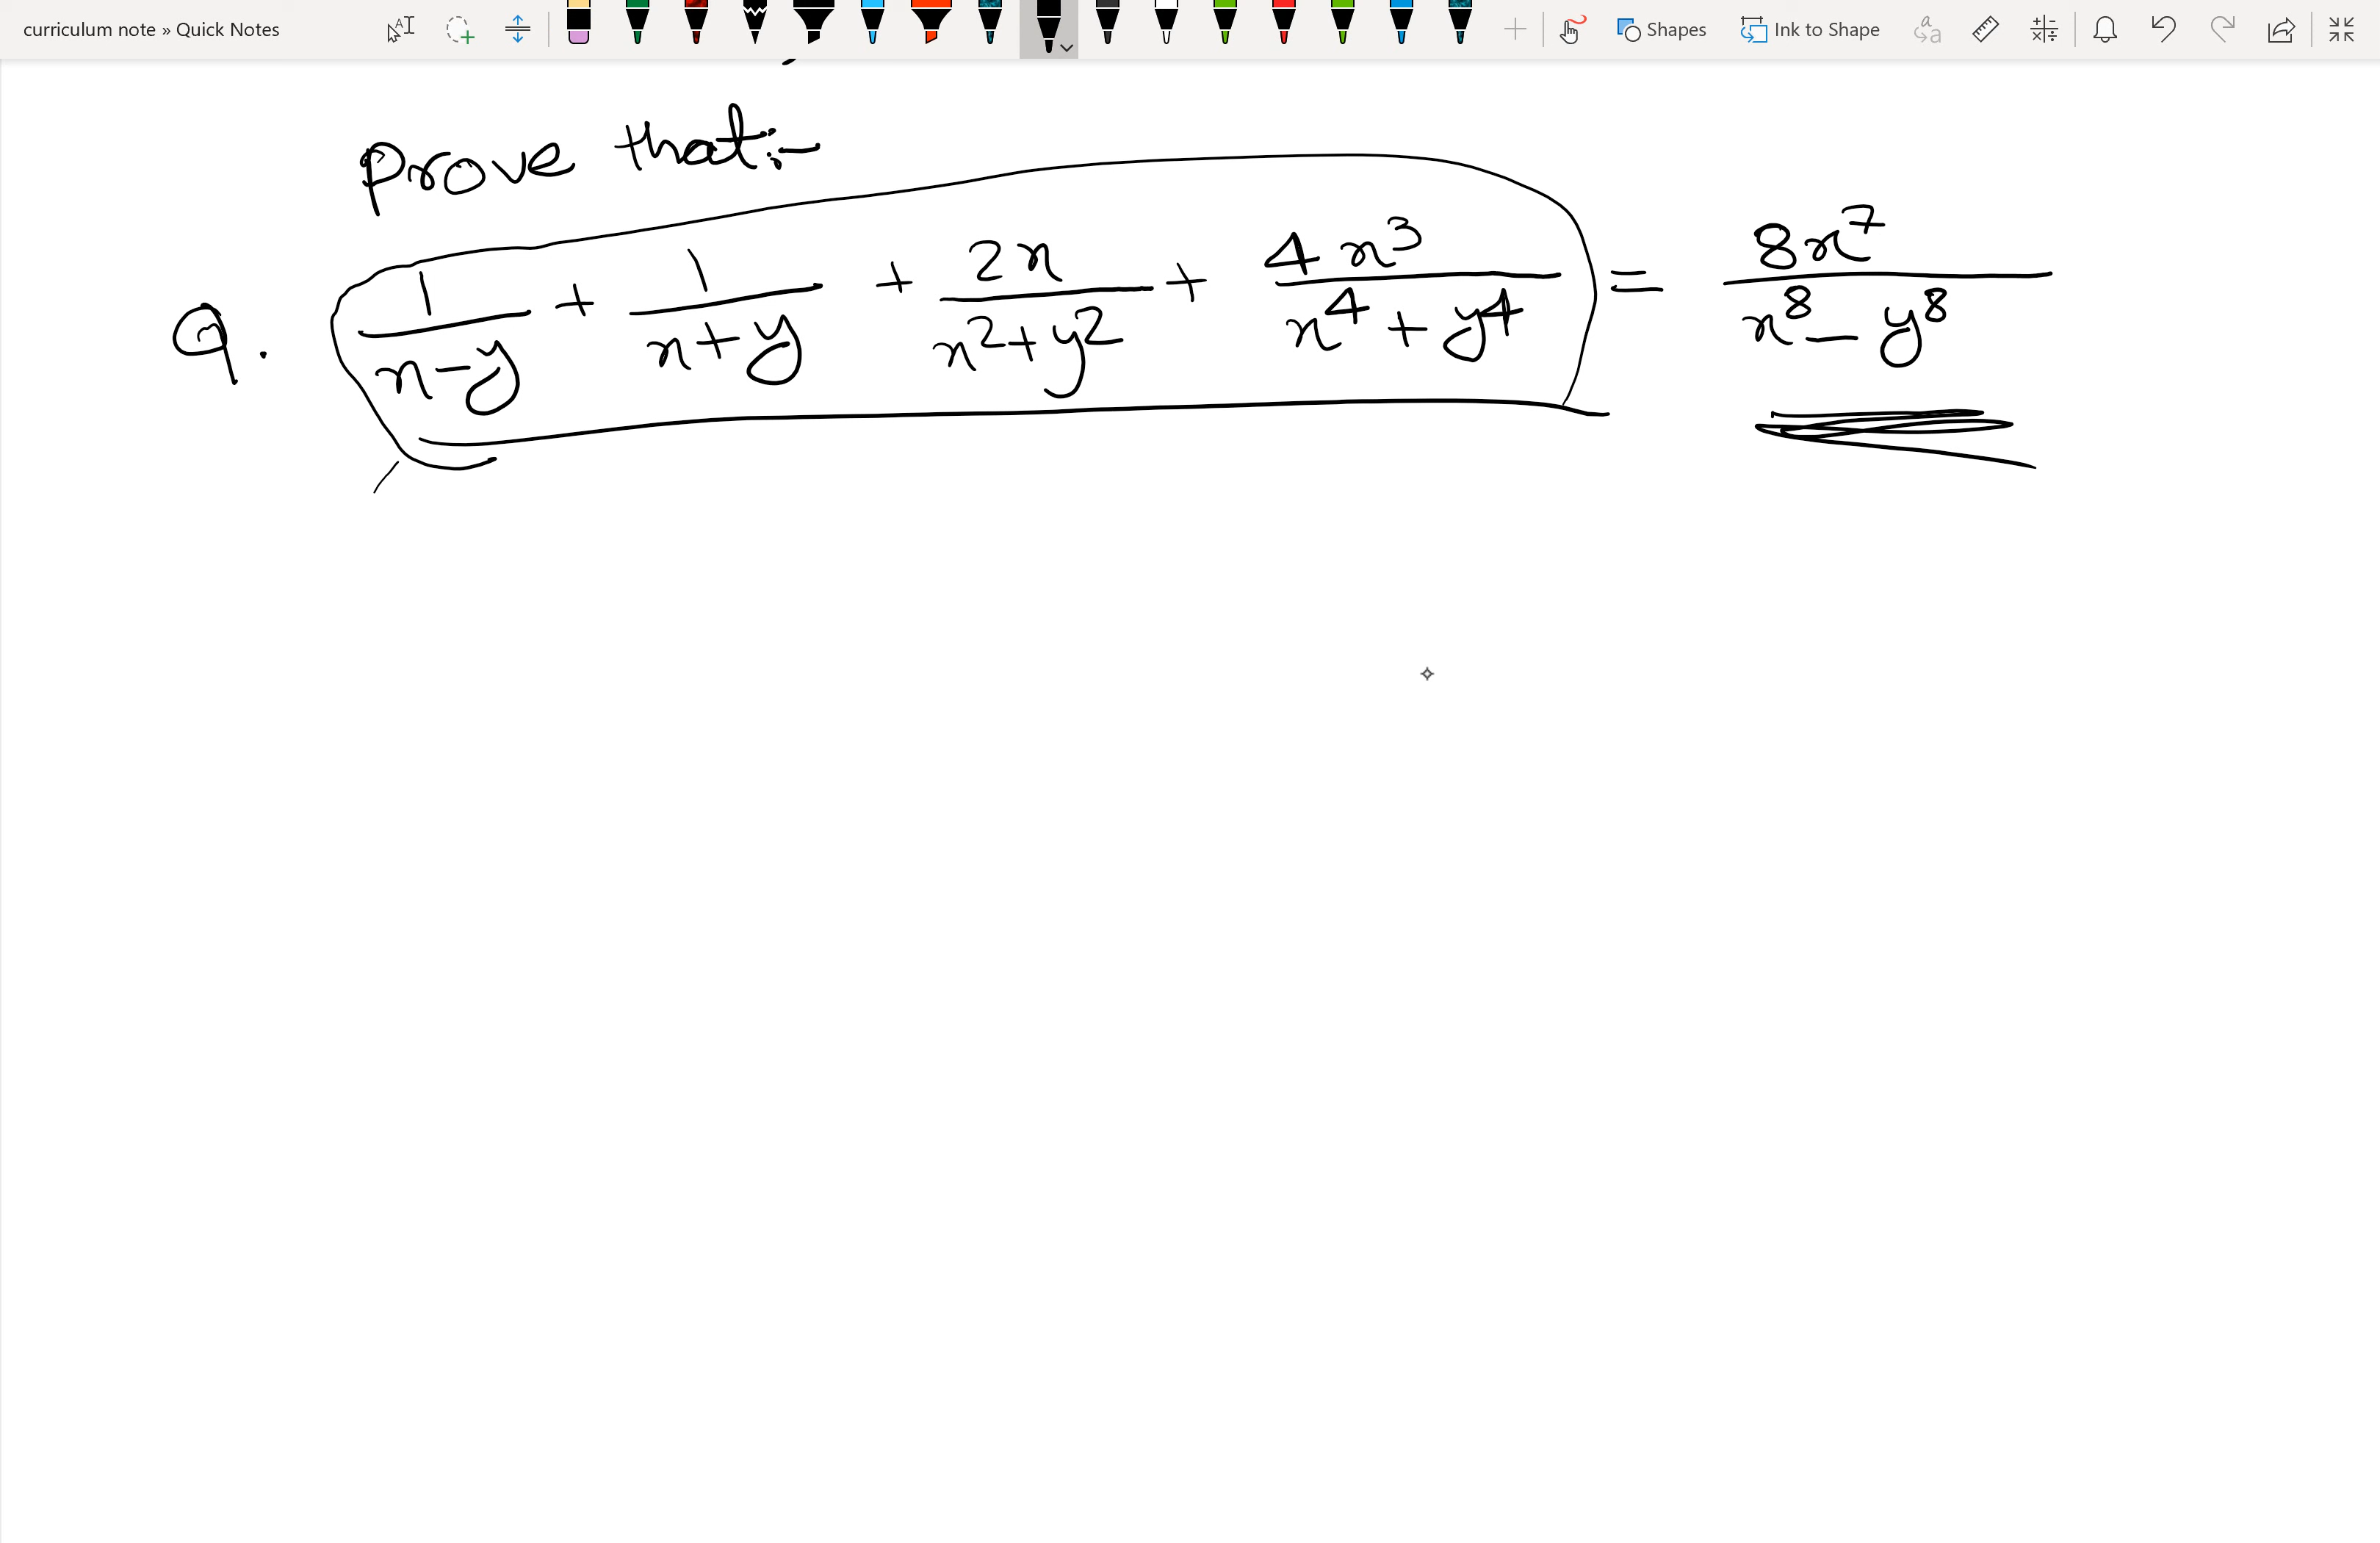 curriculum note » Quick Notes
Shapes
Ink to Shape
Prove that:-
Q. 1/(x-y) + 1/(x+y) + 2x/(x²+y²) + 4x³/(x⁴+y⁴) = 8x⁷/(x⁸-y⁸)